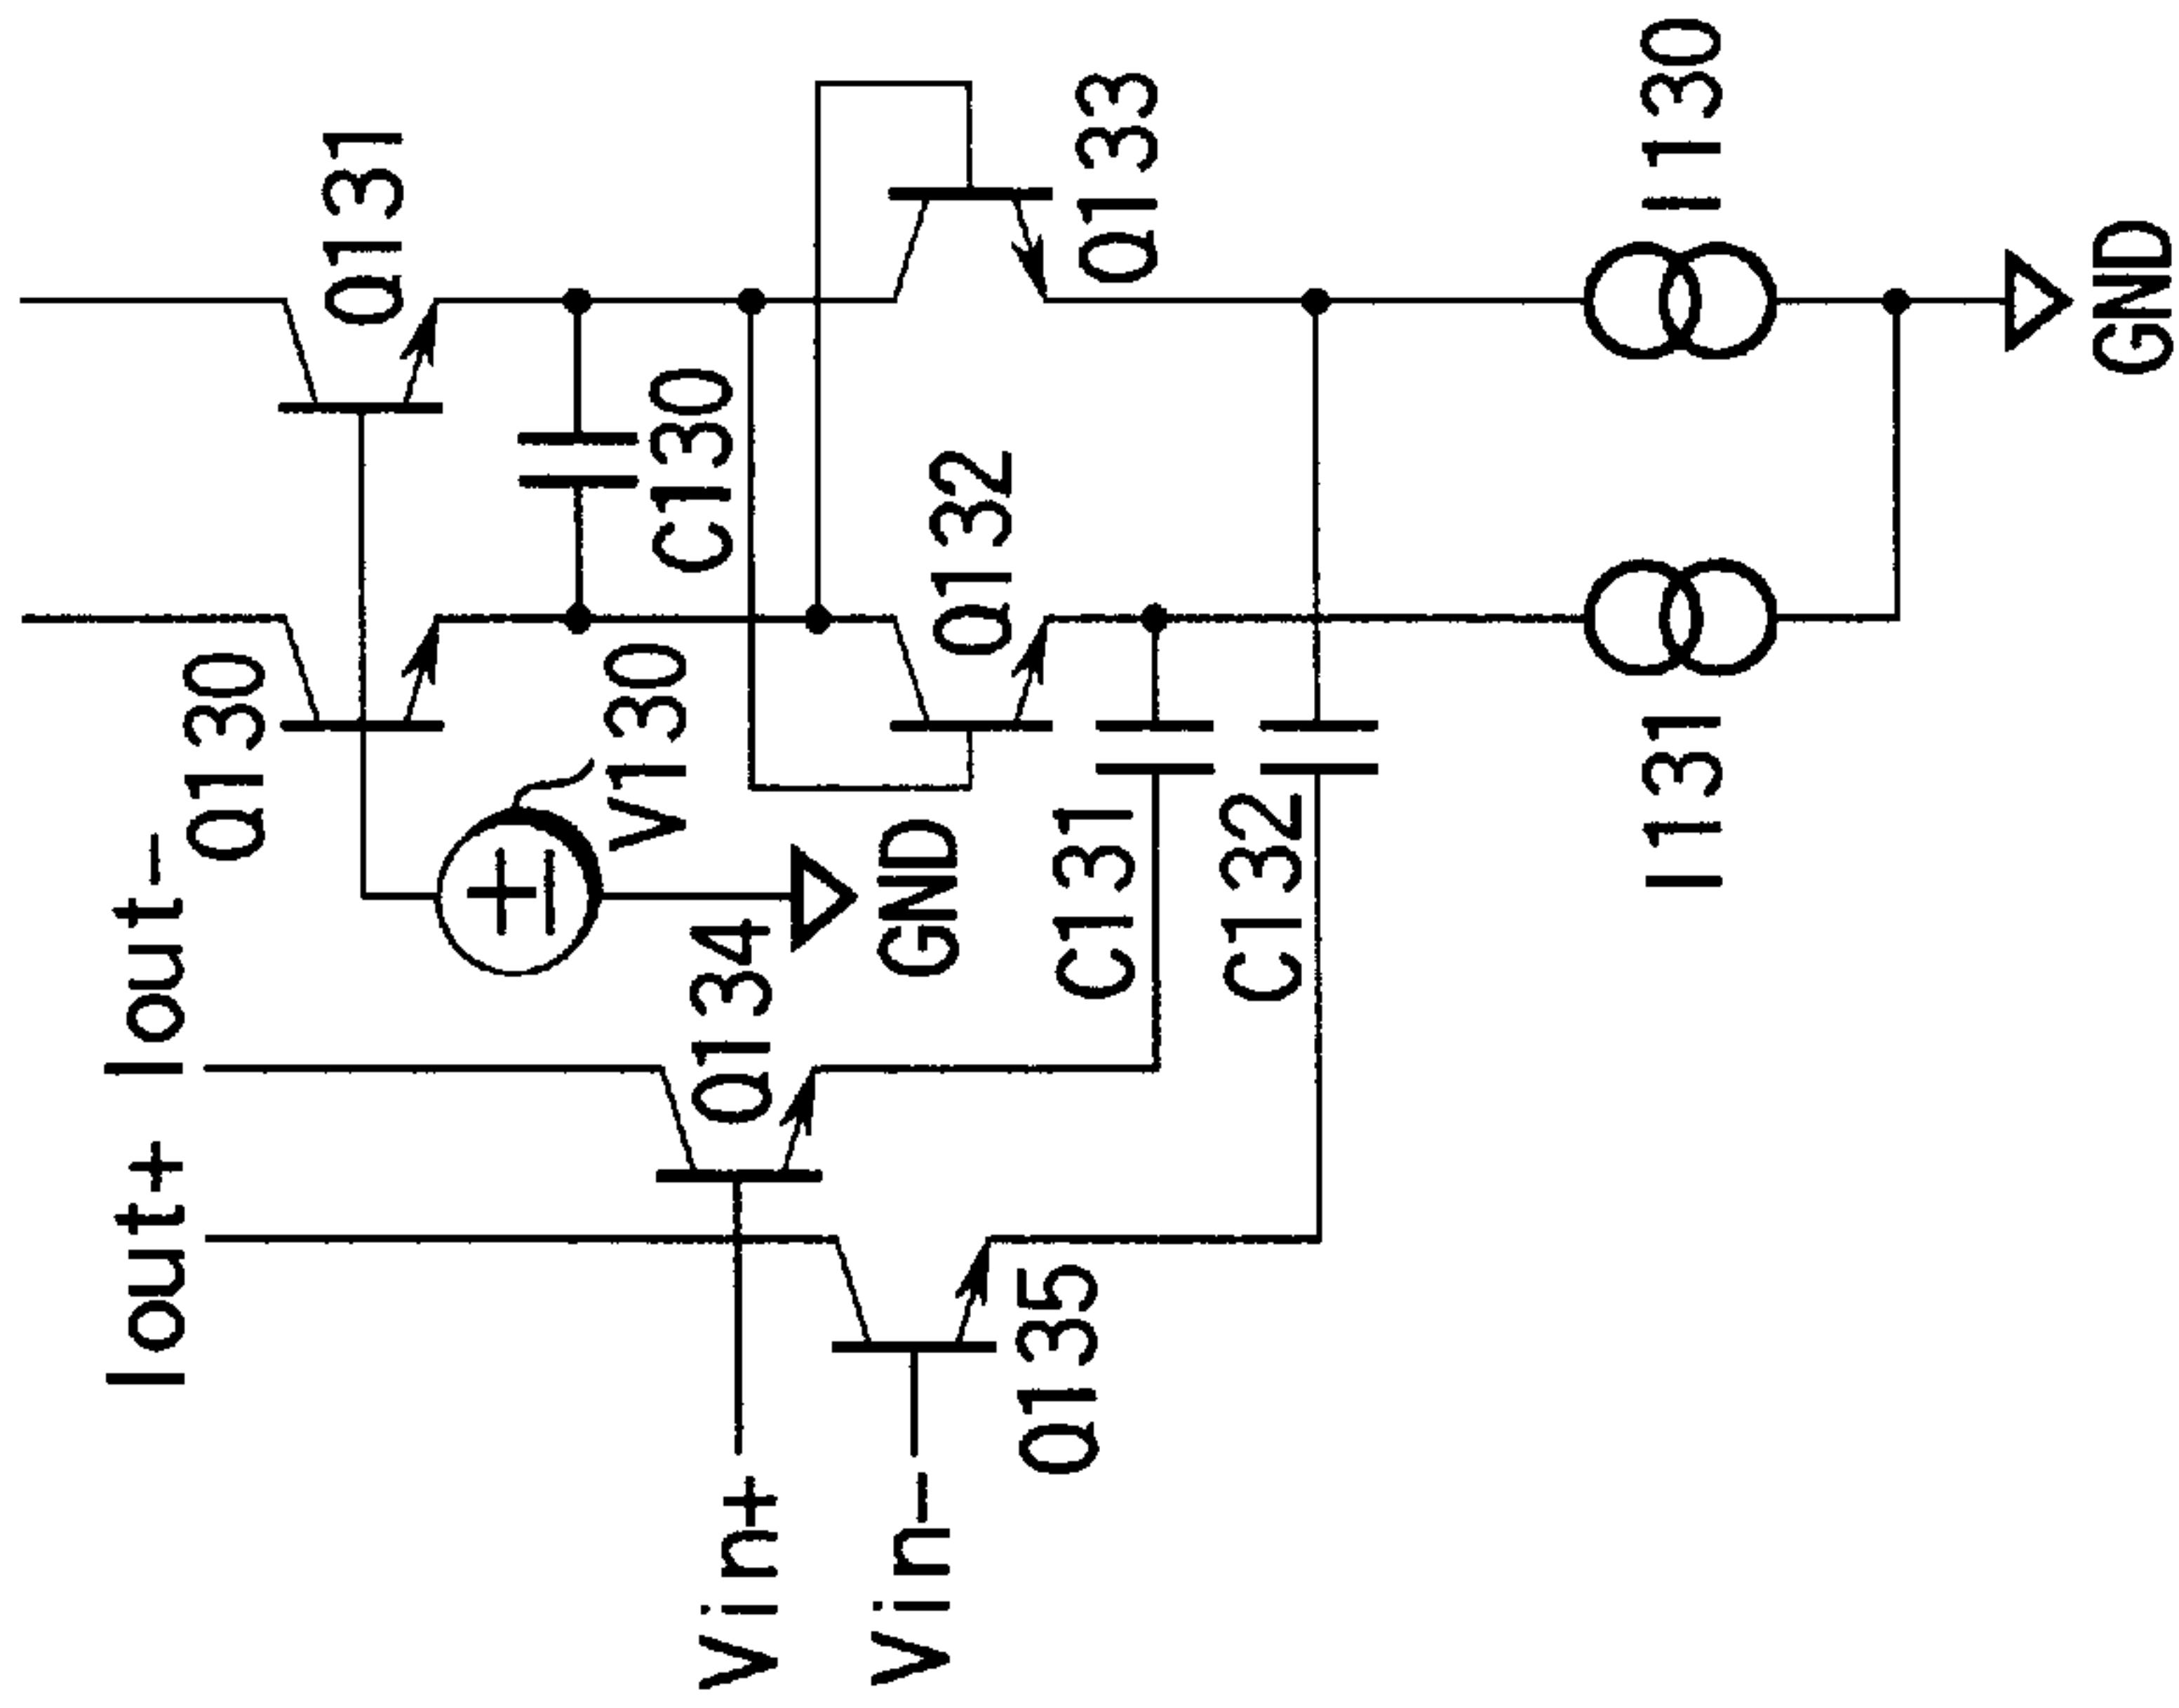 Iout+
Iout-
Q130
Q131
V130
C130
GND
Q134
Q132
Q133
Q135
Vin+
Vin-
C131
C132
I131
I130
GND